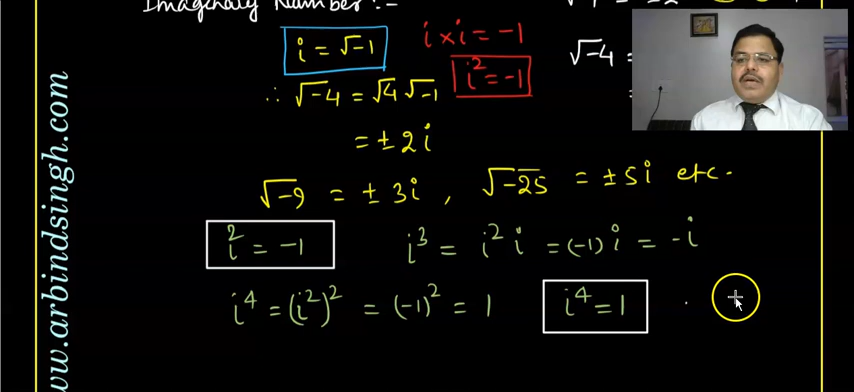 Imaginary Number:-
i = √-1
i × i = -1
√-4 =
i² = -1
∴ √-4 = √4 √-1
= ± 2i
√-9 = ± 3i , √-25 = ± 5i etc.
i² = -1
i³ = i² i = (-1) i = -i
i⁴ = (i²)² = (-1)² = 1
i⁴ = 1
www.arbindsingh.com